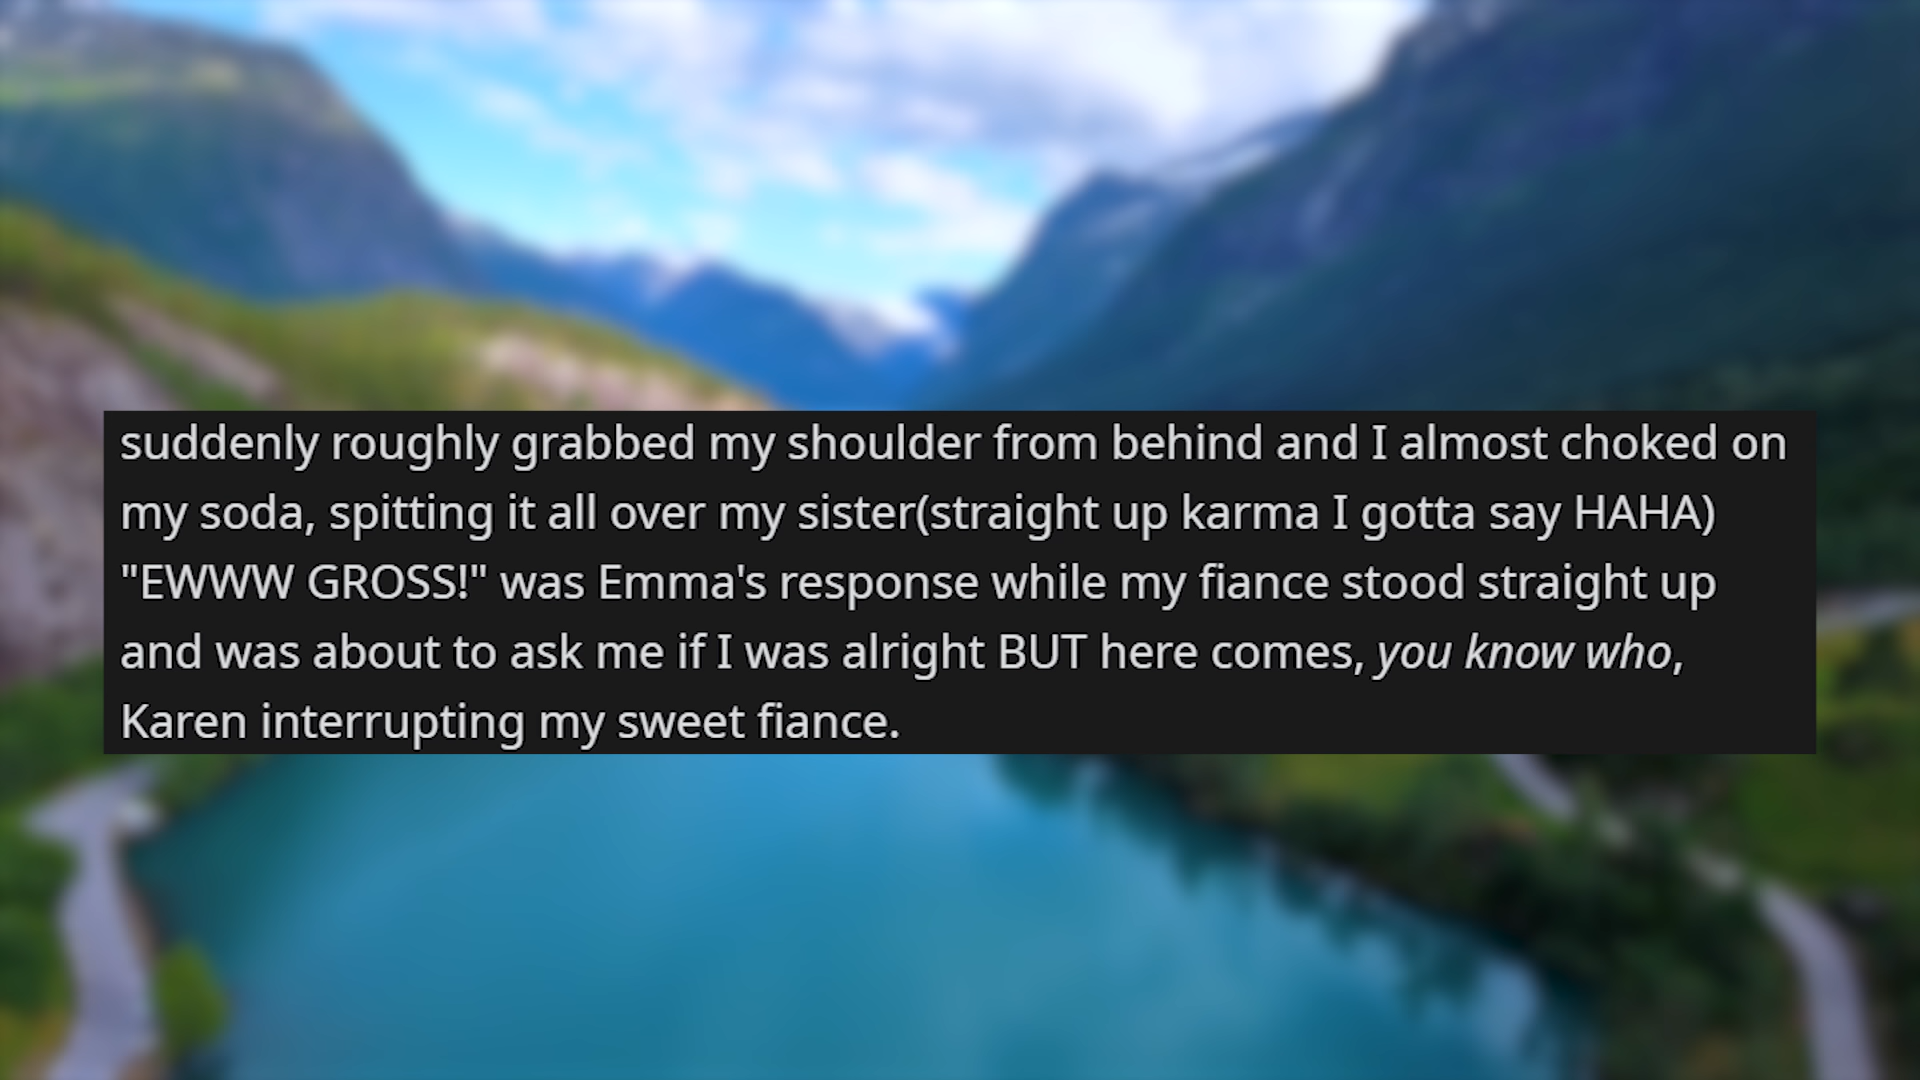 suddenly roughly grabbed my shoulder from behind and I almost choked on
my soda, spitting it all over my sister(straight up karma I gotta say HAHA)
"EWWW GROSS!" was Emma's response while my fiance stood straight up
and was about to ask me if I was alright BUT here comes, you know who,
Karen interrupting my sweet fiance.